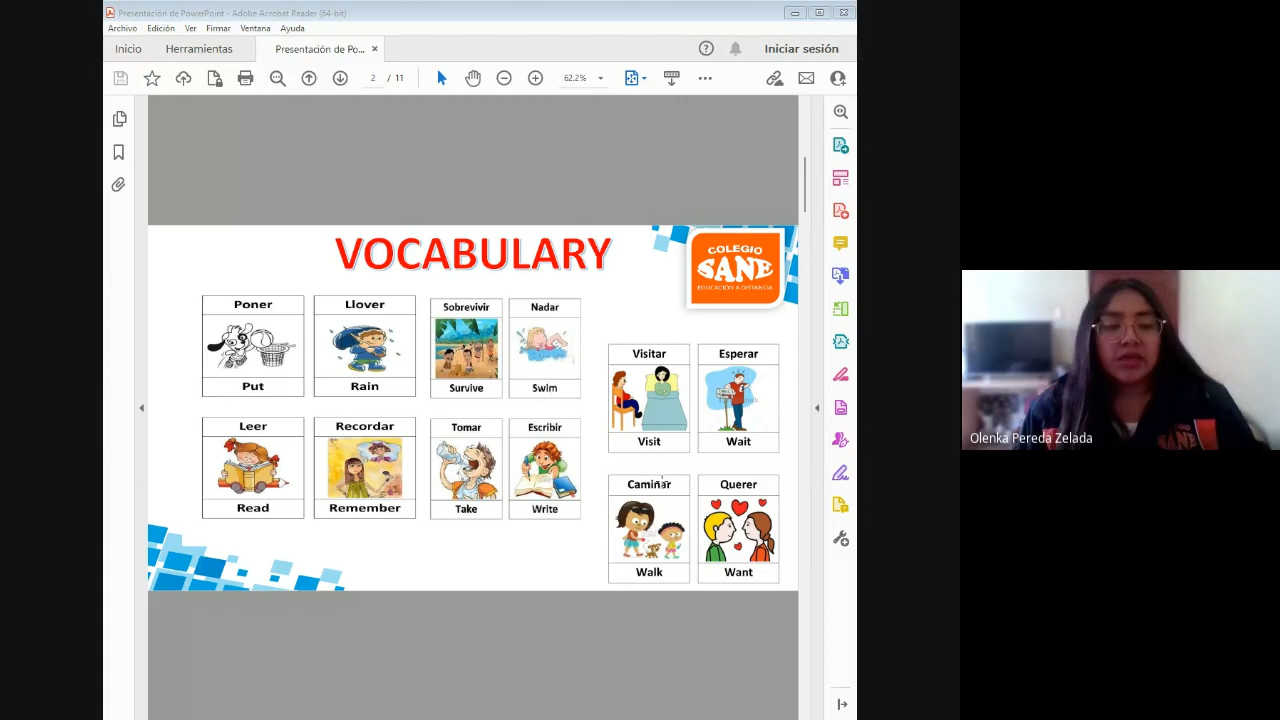 Presentación de PowerPoint - Adobe Acrobat Reader (64-bit)
Archivo Edición Ver Firmar Ventana Ayuda
Inicio Herramientas Presentación de Po... × Iniciar sesión
2 / 11 62.2%
VOCABULARY
COLEGIO
SANE
EDUCACIÓN A DISTANCIA
Poner
Put
Llover
Rain
Sobrevivir
Survive
Nadar
Swim
Visitar
Visit
Esperar
Wait
Leer
Read
Recordar
Remember
Tomar
Take
Escribir
Write
Caminar
Walk
Querer
Want
Olenka Pereda Zelada
SANE